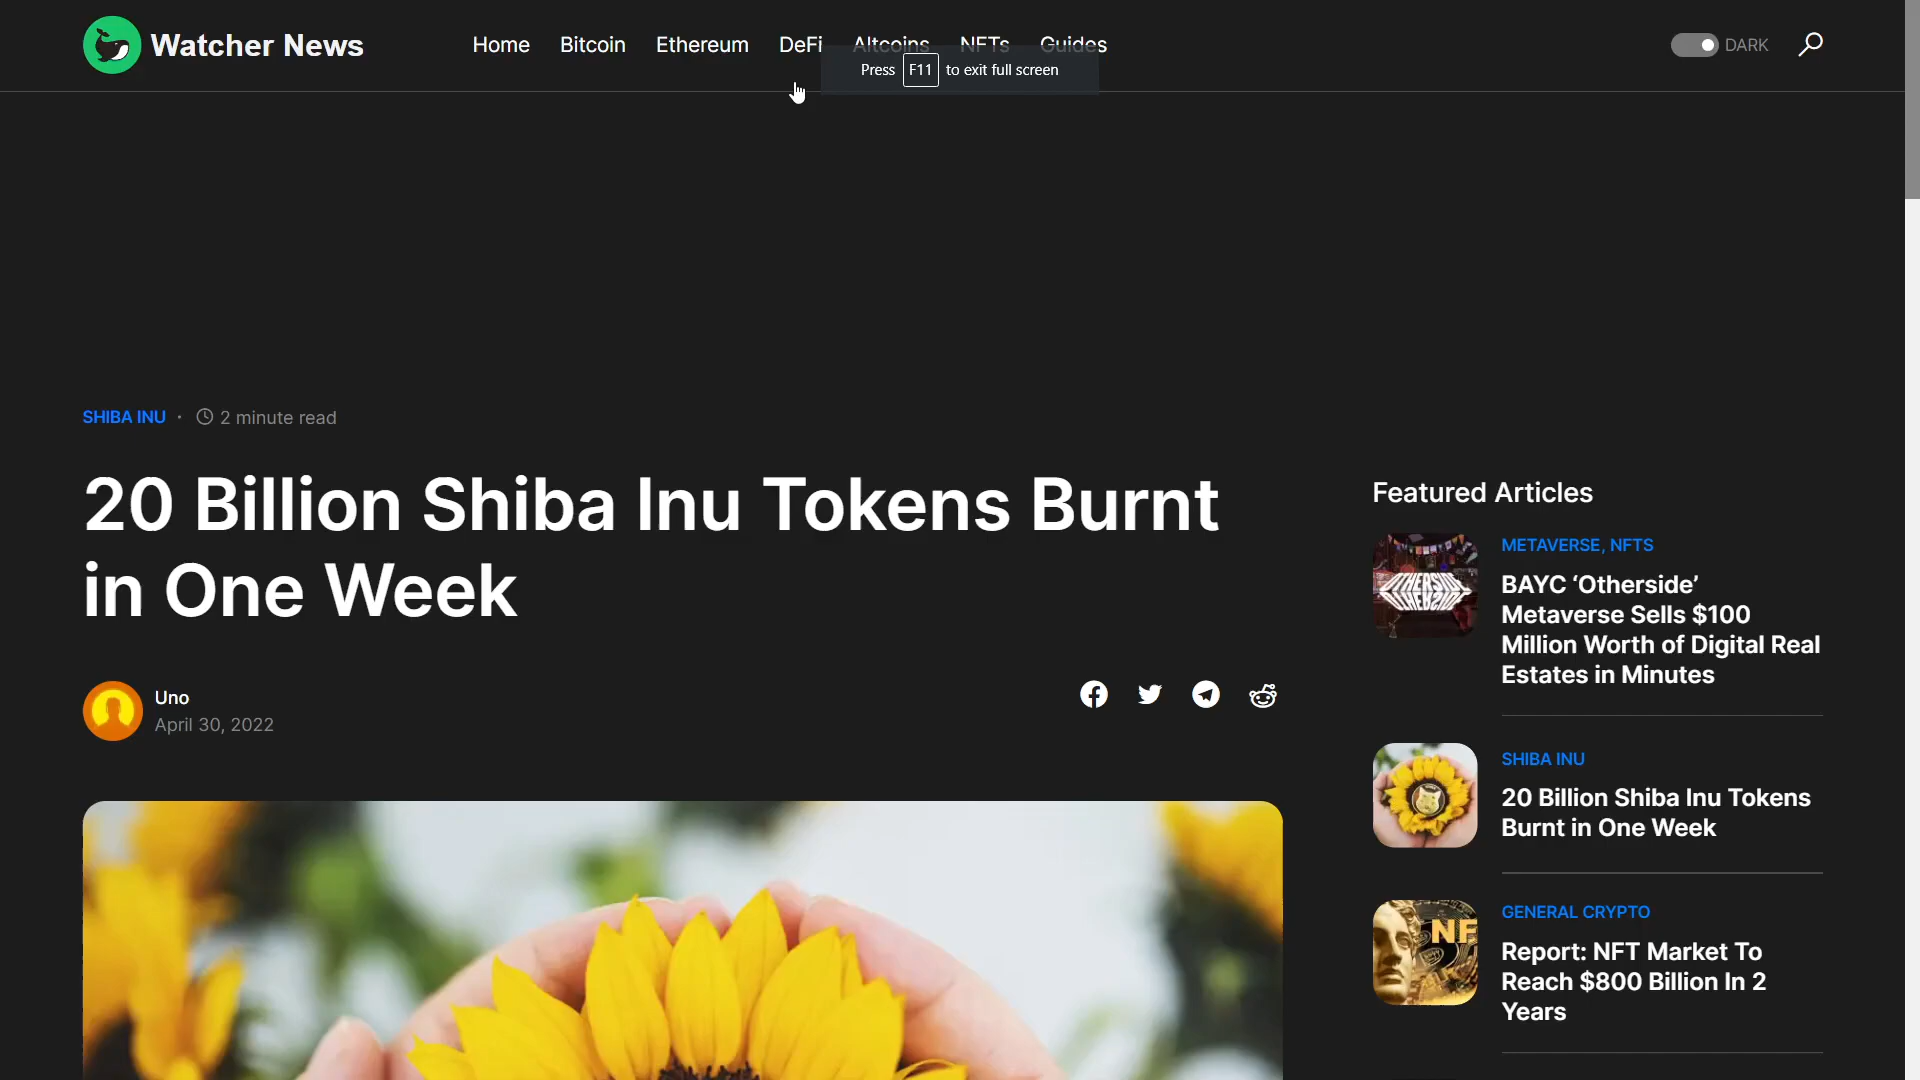 Watcher News
Home Bitcoin Ethereum DeFi Altcoins NFTs Guides
DARK
Press F11 to exit full screen
SHIBA INU · 2 minute read
20 Billion Shiba Inu Tokens Burnt
in One Week
Uno
April 30, 2022
Featured Articles
METAVERSE, NFTS
BAYC ‘Otherside’
Metaverse Sells $100
Million Worth of Digital Real
Estates in Minutes
SHIBA INU
20 Billion Shiba Inu Tokens
Burnt in One Week
NF
GENERAL CRYPTO
Report: NFT Market To
Reach $800 Billion In 2
Years